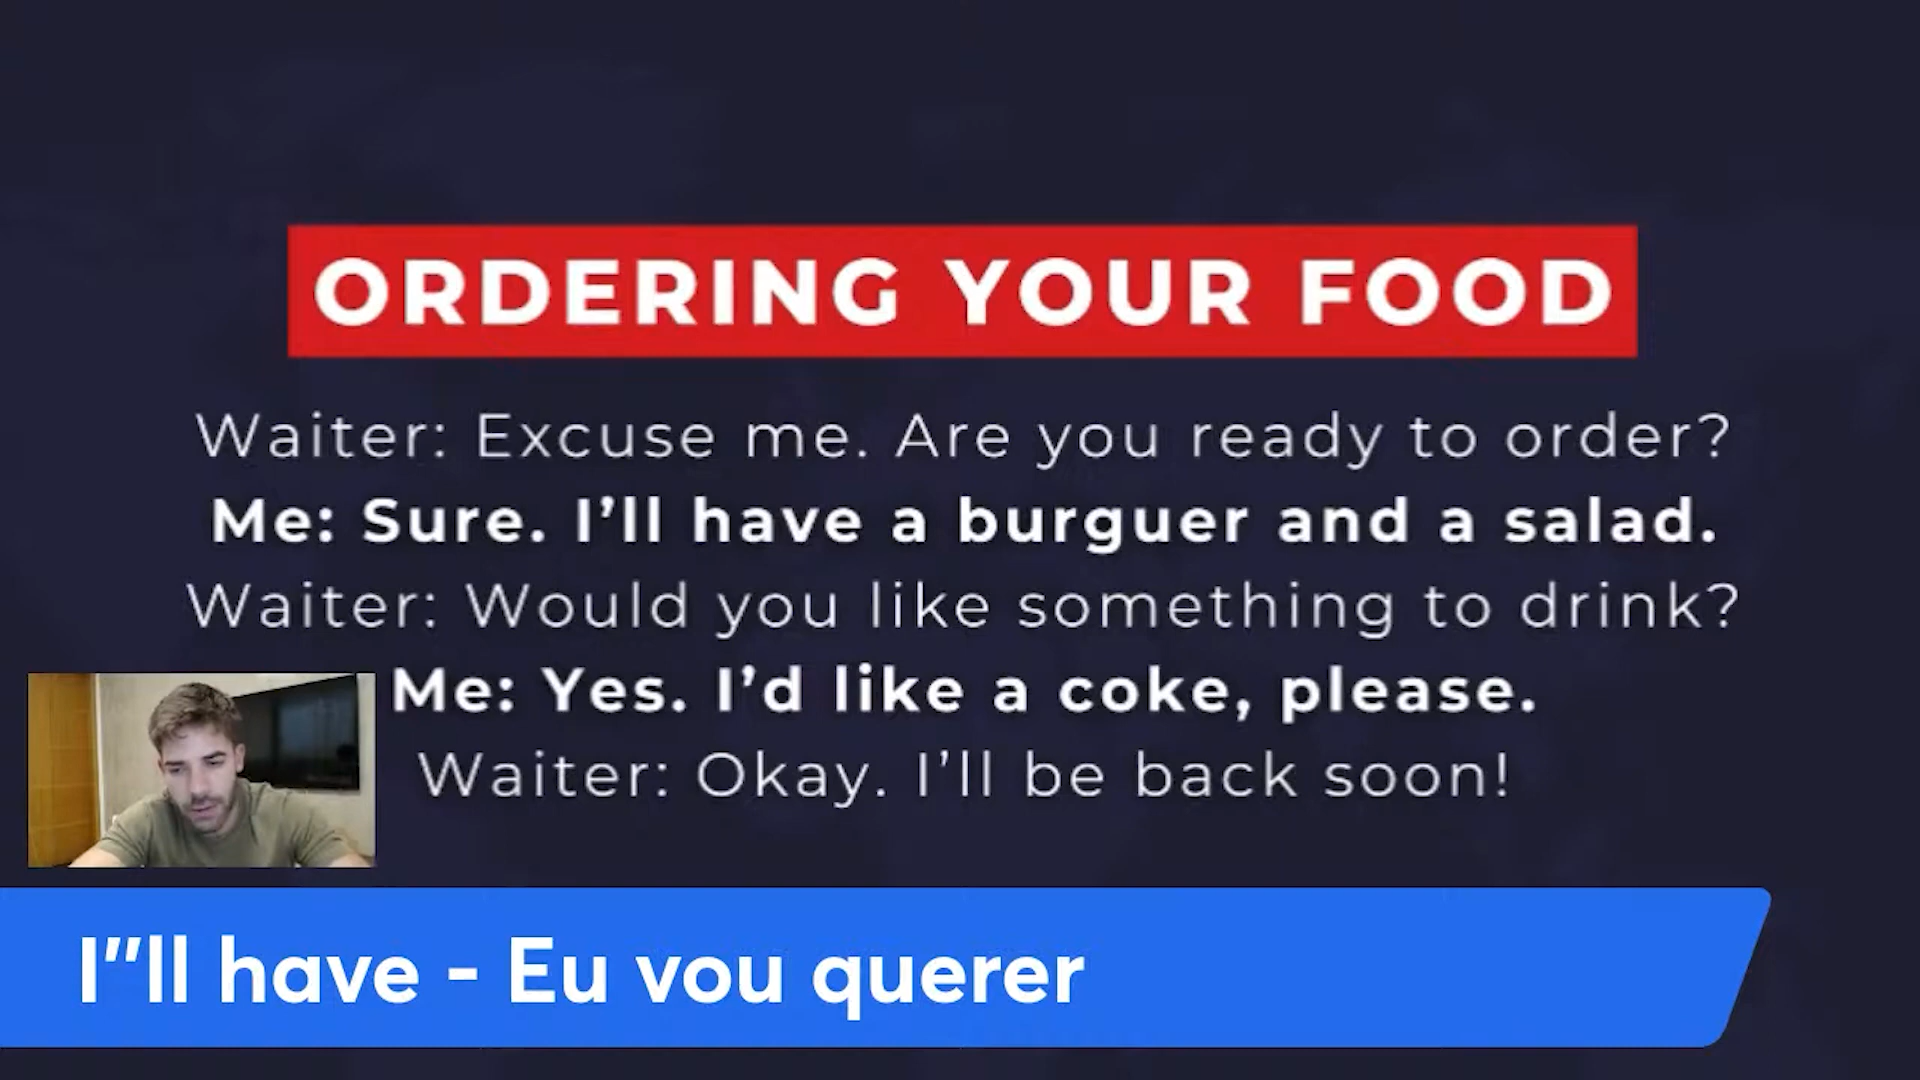 ORDERING YOUR FOOD
Waiter: Excuse me. Are you ready to order?
Me: Sure. I’ll have a burguer and a salad.
Waiter: Would you like something to drink?
Me: Yes. I’d like a coke, please.
Waiter: Okay. I’ll be back soon!
I"ll have - Eu vou querer